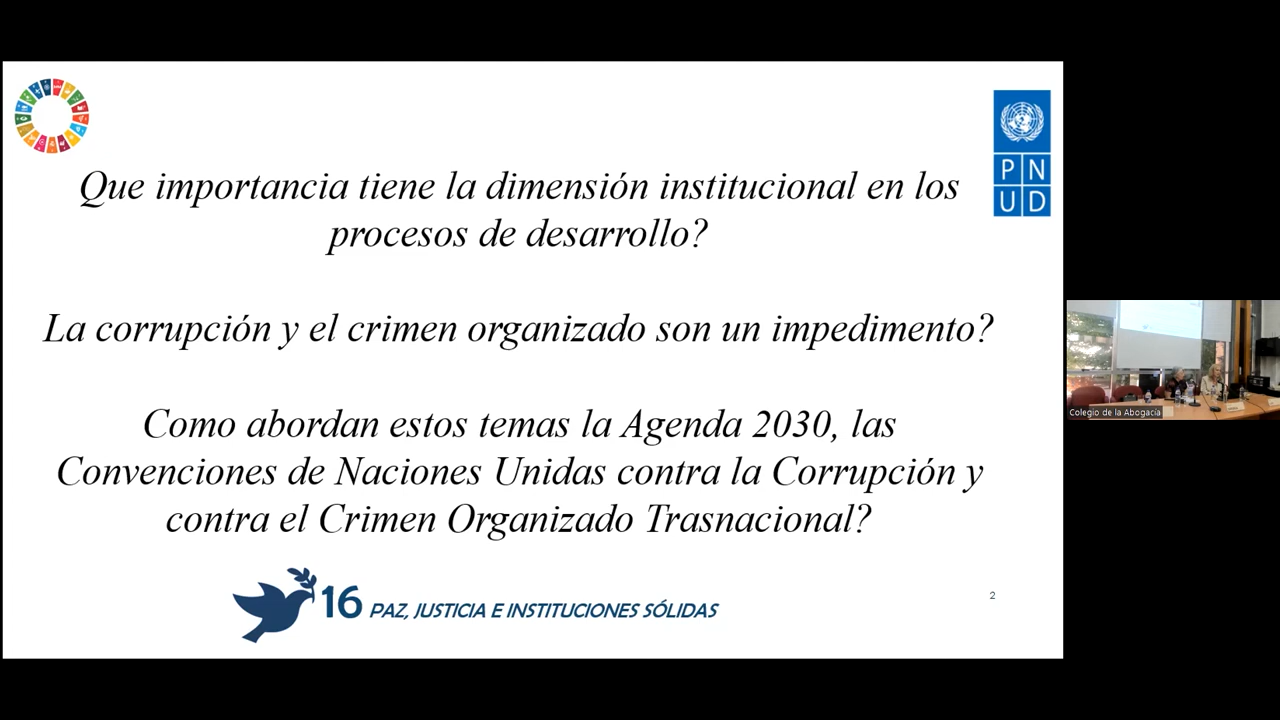 Que importancia tiene la dimensión institucional en los
procesos de desarrollo?
La corrupción y el crimen organizado son un impedimento?
Como abordan estos temas la Agenda 2030, las
Convenciones de Naciones Unidas contra la Corrupción y
contra el Crimen Organizado Trasnacional?
16 PAZ, JUSTICIA E INSTITUCIONES SÓLIDAS
2
P N
U D
Colegio de la Abogacía